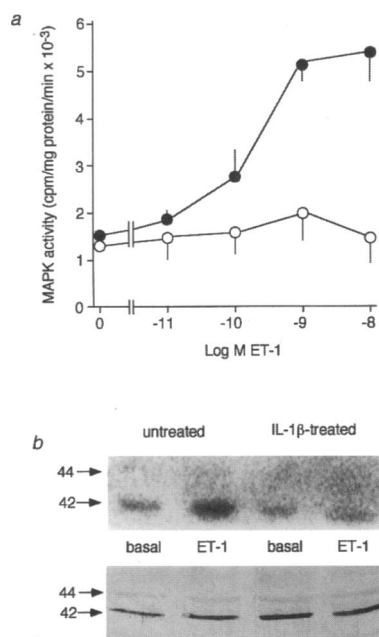 a
MAPK activity (cpm/mg protein/min x 10-3)
6
5
4
3
2
1
0
0 -11 -10 -9 -8
Log M ET-1
b
untreated IL-1β-treated
44
42
basal ET-1 basal ET-1
44
42